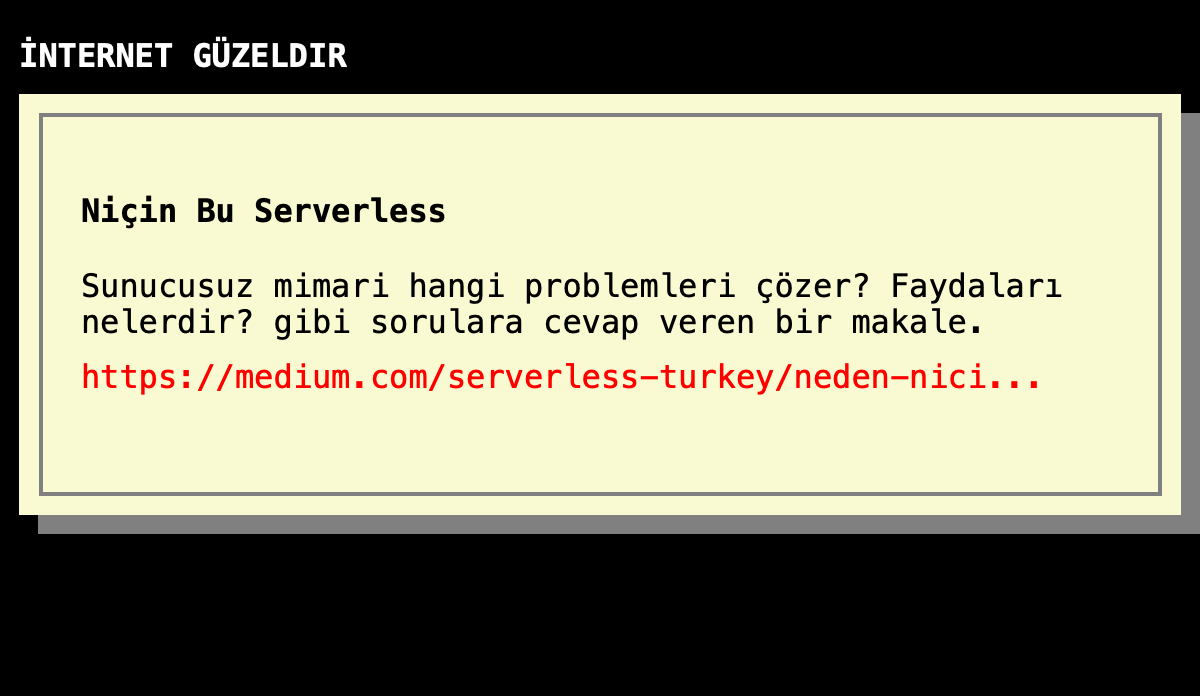 İNTERNET GÜZELDIR
Niçin Bu Serverless
Sunucusuz mimari hangi problemleri çözer? Faydaları
nelerdir? gibi sorulara cevap veren bir makale.
https://medium.com/serverless-turkey/neden-nici...